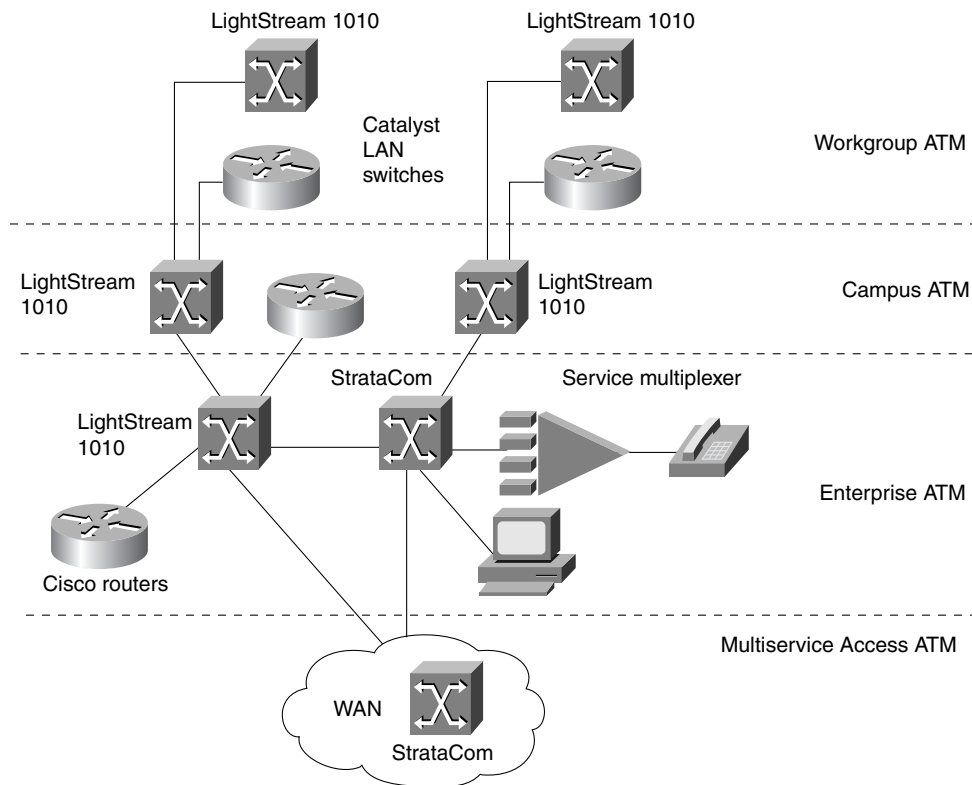 LightStream 1010
LightStream 1010
Catalyst
LAN
switches
Workgroup ATM
LightStream
1010
LightStream
1010
Campus ATM
StrataCom
Service multiplexer
LightStream
1010
Enterprise ATM
Cisco routers
Multiservice Access ATM
WAN
StrataCom